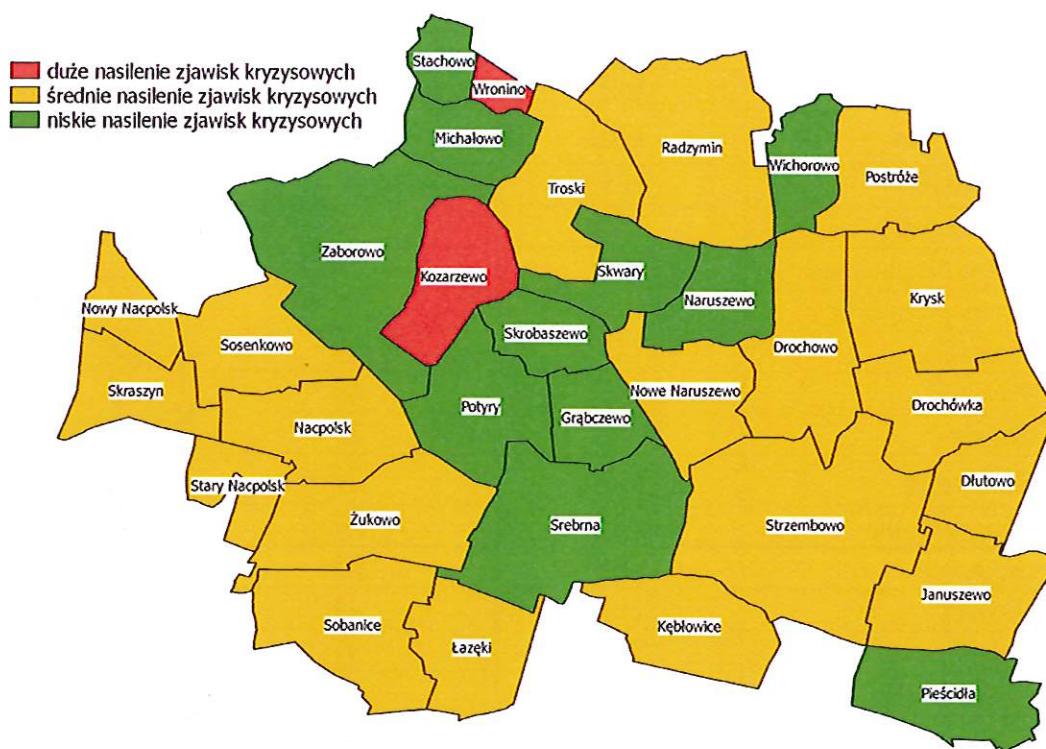 duże nasilenie zjawisk kryzysowych
średnie nasilenie zjawisk kryzysowych
niskie nasilenie zjawisk kryzysowych
Stachowo
Wronino
Michałowo
Radzymin
Wichorowo
Postróże
Troski
Zaborowo
Kozarzewo
Skwary
Naruszewo
Krysk
Nowy Nacpolsk
Sosenkowo
Skrobaszewo
Drochowo
Skraszyn
Nowe Naruszewo
Drochówka
Potyry
Grąbczewo
Nacpolsk
Stary Nacpolsk
Dłutowo
Żukowo
Srebrna
Strzembowo
Januszewo
Sobanice
Łazęki
Kębłowice
Pieścidła